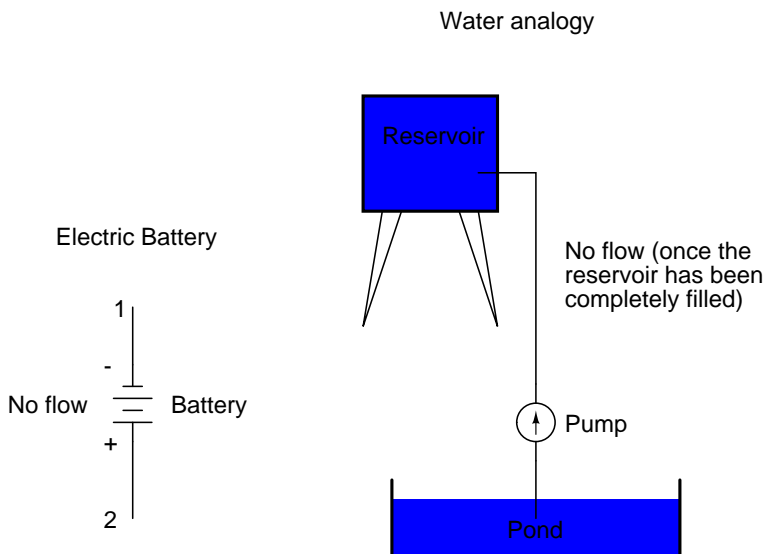 Water analogy
Reservoir
Electric Battery
No flow (once the
reservoir has been
completely filled)
1
-
No flow
Battery
+
2
Pump
Pond